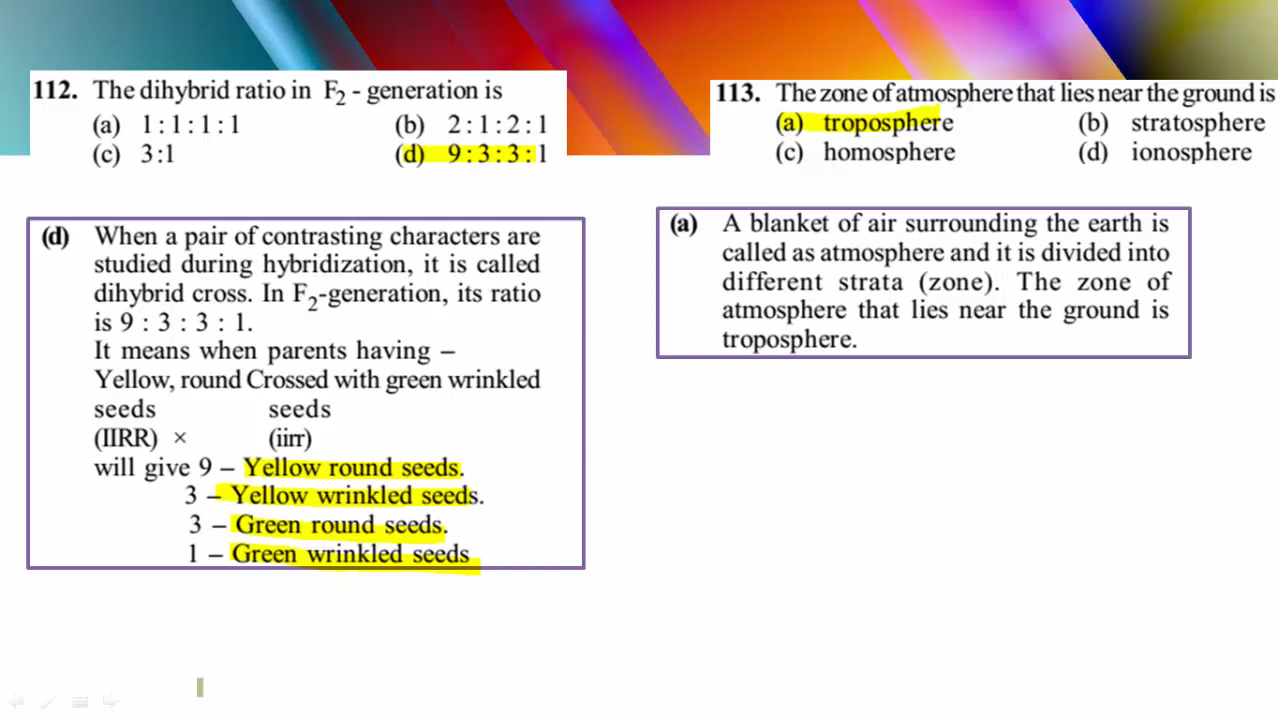 112. The dihybrid ratio in F₂ - generation is
(a) 1 : 1 : 1 : 1 (b) 2 : 1 : 2 : 1
(c) 3 :1 (d) 9 : 3 : 3 : 1
(d) When a pair of contrasting characters are
studied during hybridization, it is called
dihybrid cross. In F₂-generation, its ratio
is 9 : 3 : 3 : 1.
It means when parents having –
Yellow, round Crossed with green wrinkled
seeds seeds
(IIRR) × (iirr)
will give 9 – Yellow round seeds.
3 – Yellow wrinkled seeds.
3 – Green round seeds.
1 – Green wrinkled seeds
113. The zone of atmosphere that lies near the ground is
(a) troposphere (b) stratosphere
(c) homosphere (d) ionosphere
(a) A blanket of air surrounding the earth is
called as atmosphere and it is divided into
different strata (zone). The zone of
atmosphere that lies near the ground is
troposphere.